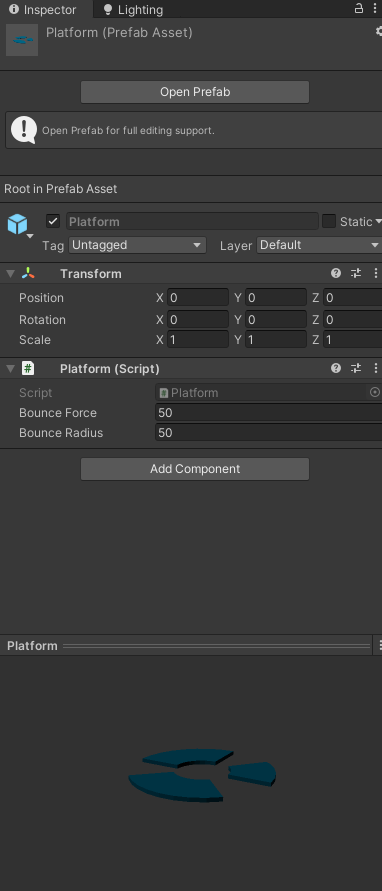 Inspector Lighting
Platform (Prefab Asset)
Open Prefab
Open Prefab for full editing support.
Root in Prefab Asset
Platform Static
Tag Untagged Layer Default
Transform
Position X 0 Y 0 Z 0
Rotation X 0 Y 0 Z 0
Scale X 1 Y 1 Z 1
# Platform (Script)
Script Platform
Bounce Force 50
Bounce Radius 50
Add Component
Platform